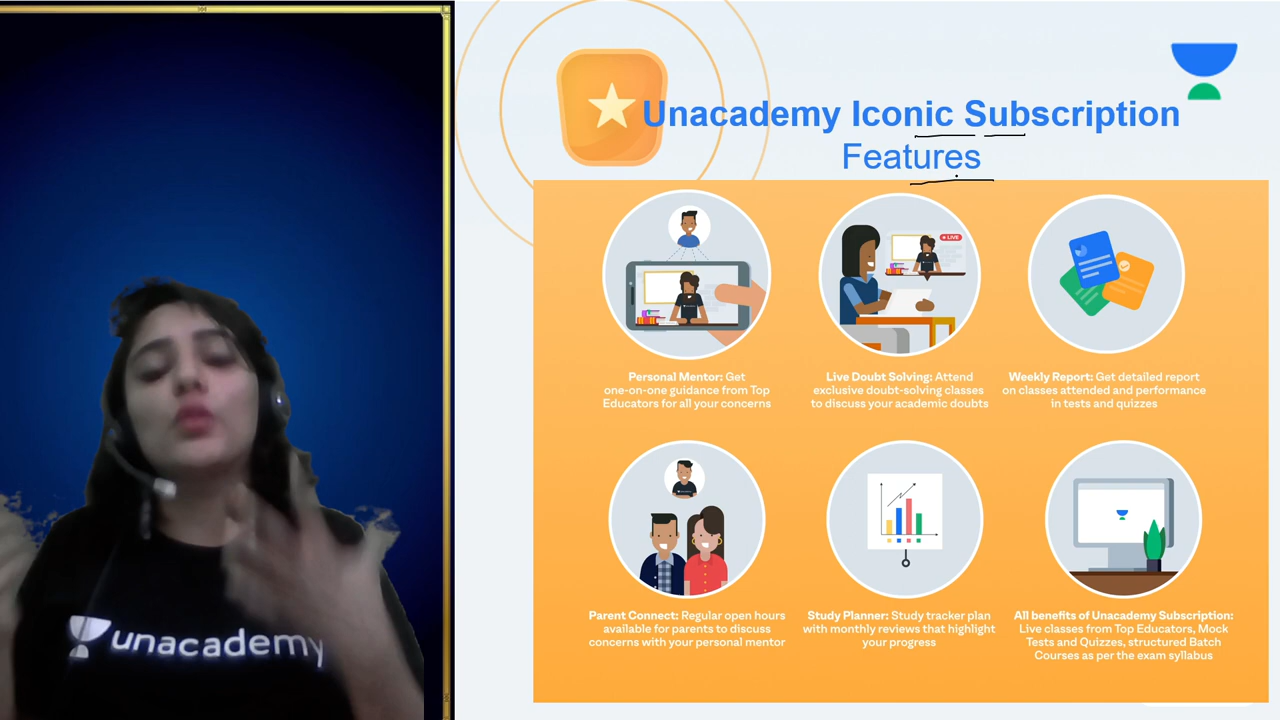 Unacademy Iconic Subscription
Features
LIVE
Personal Mentor: Get
one-on-one guidance from Top
Educators for all your concerns
Live Doubt Solving: Attend
exclusive doubt-solving classes
to discuss your academic doubts
Weekly Report: Get detailed report
on classes attended and performance
in tests and quizzes
Parent Connect: Regular open hours
available for parents to discuss
concerns with your personal mentor
Study Planner: Study tracker plan
with monthly reviews that highlight
your progress
All benefits of Unacademy Subscription:
Live classes from Top Educators, Mock
Tests and Quizzes, structured Batch
Courses as per the exam syllabus
unacademy